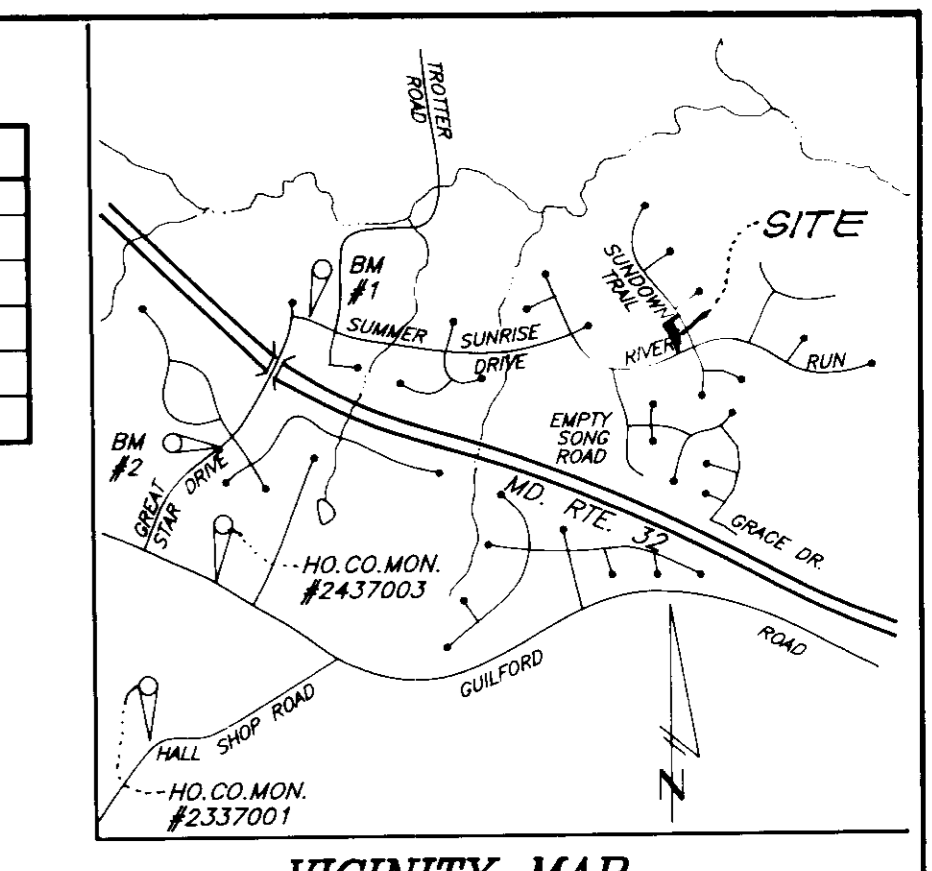 TROTTER
ROAD
SITE
SUNDOWN
TRAIL
BM
#1
SUMMER SUNRISE
DRIVE
RIVER RUN
EMPTY
SONG
ROAD
BM
#2
GREAT
STAR DRIVE
MD. RTE. 32
GRACE DR.
HO.CO.MON.
#2437003
GUILFORD ROAD
HALL SHOP ROAD
N
HO.CO.MON.
#2337001
VICINITY MAP